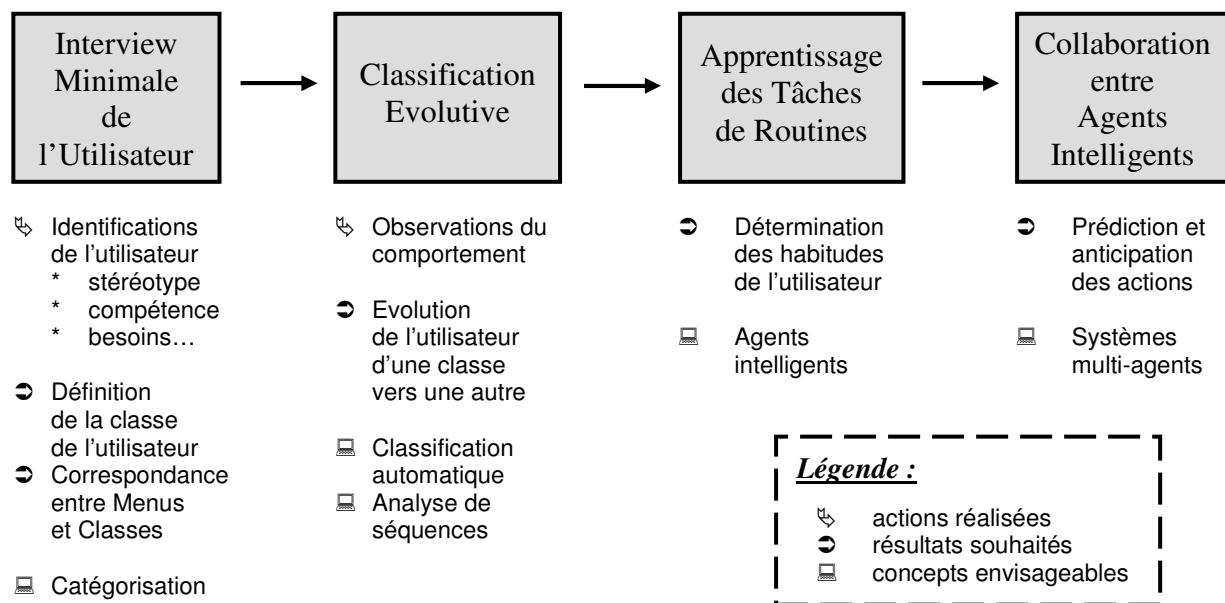 Interview
Minimale
de
l’Utilisateur
Classification
Evolutive
Apprentissage
des Tâches
de Routines
Collaboration
entre
Agents
Intelligents
Identifications
de l’utilisateur
* stéréotype
* compétence
* besoins…
Définition
de la classe
de l’utilisateur
Correspondance
entre Menus
et Classes
Catégorisation
Observations du
comportement
Evolution
de l’utilisateur
d’une classe
vers une autre
Classification
automatique
Analyse de
séquences
Détermination
des habitudes
de l’utilisateur
Agents
intelligents
Prédiction et
anticipation
des actions
Systèmes
multi-agents
Légende :
actions réalisées
résultats souhaités
concepts envisageables